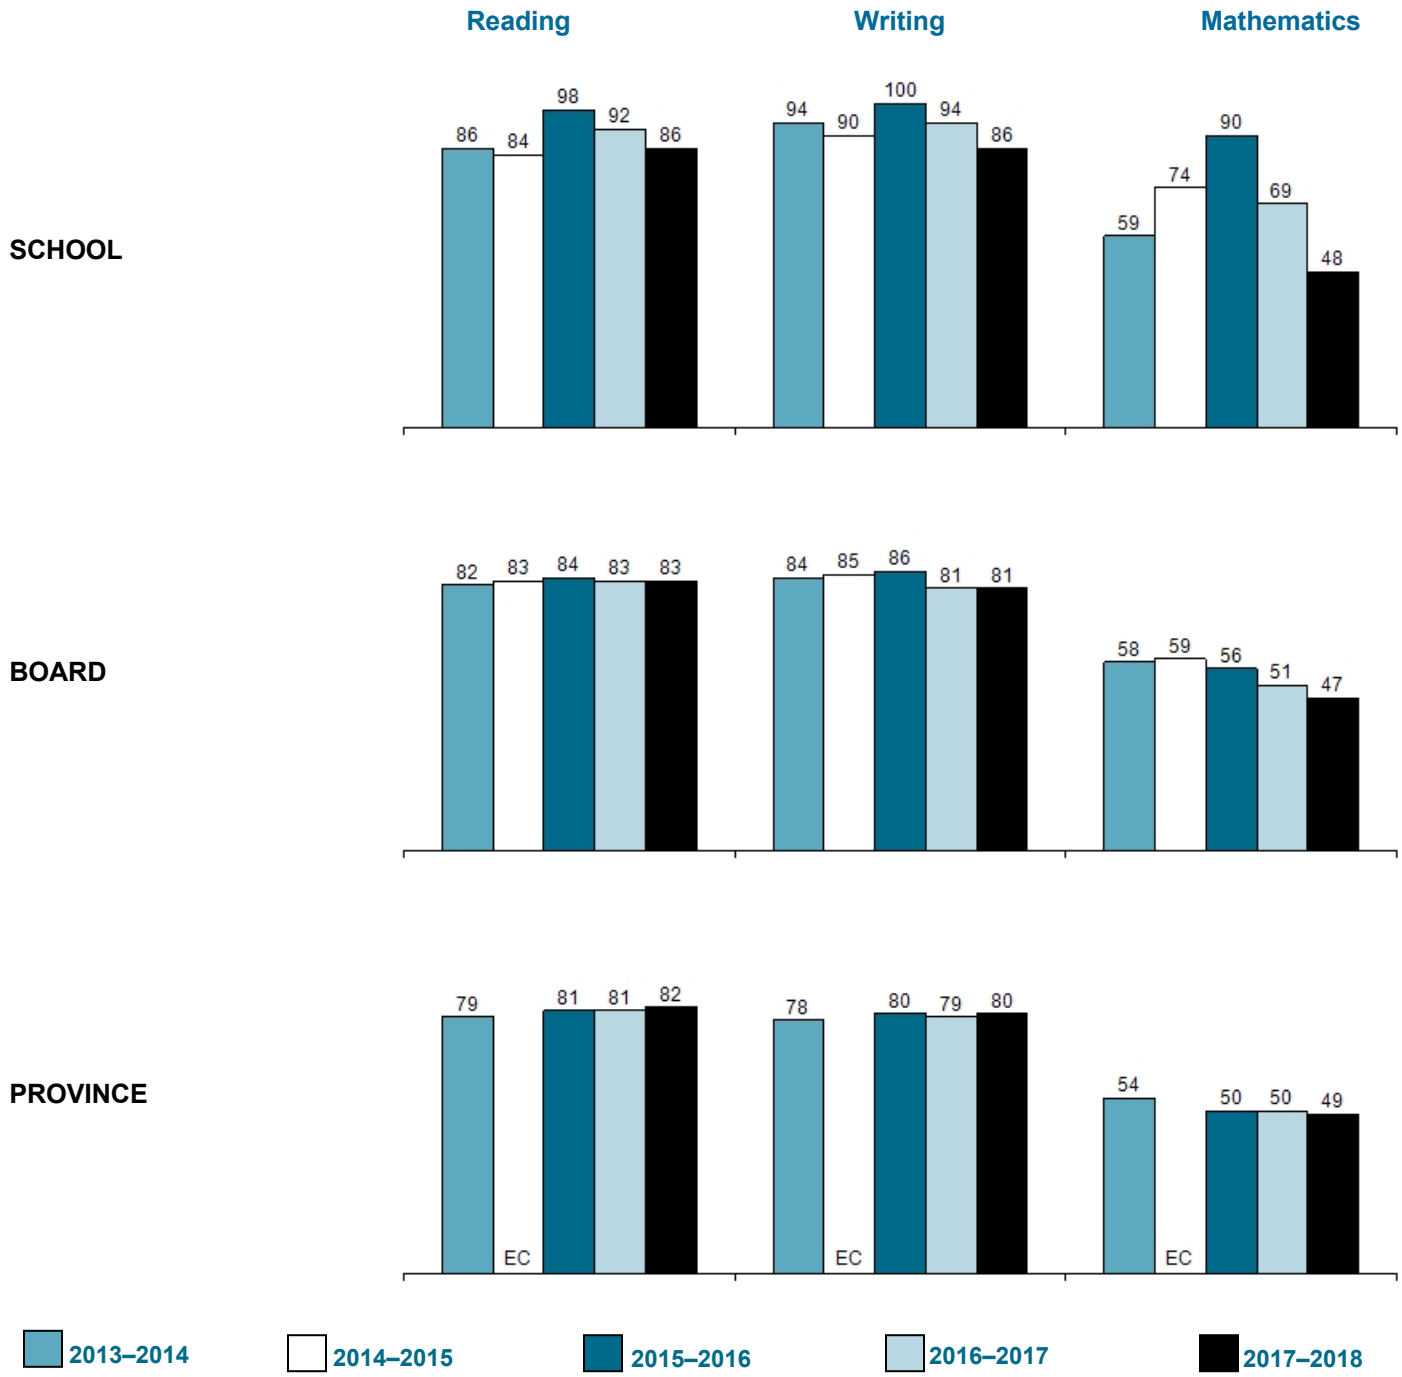 Reading Writing Mathematics
SCHOOL
86 84 98 92 86
94 90 100 94 86
59 74 90 69 48
BOARD
82 83 84 83 83
84 85 86 81 81
58 59 56 51 47
PROVINCE
79 EC 81 81 82
78 EC 80 79 80
54 EC 50 50 49
2013–2014 2014–2015 2015–2016 2016–2017 2017–2018